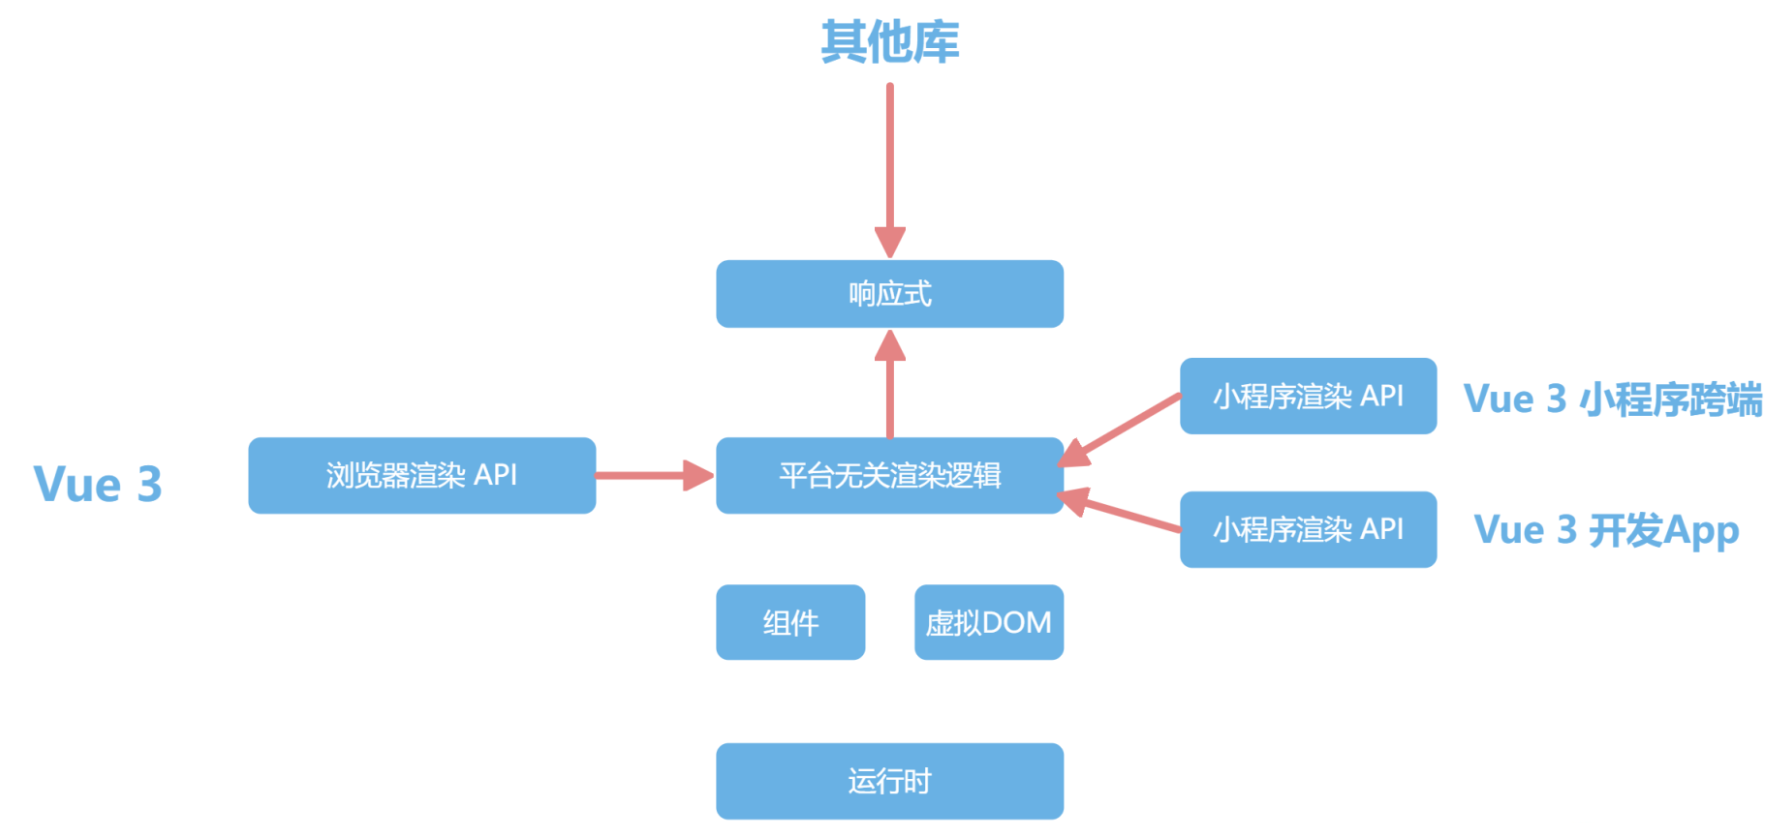 其他库
响应式
小程序渲染 API
Vue 3 小程序跨端
Vue 3
浏览器渲染 API
平台无关渲染逻辑
小程序渲染 API
Vue 3 开发App
组件
虚拟DOM
运行时